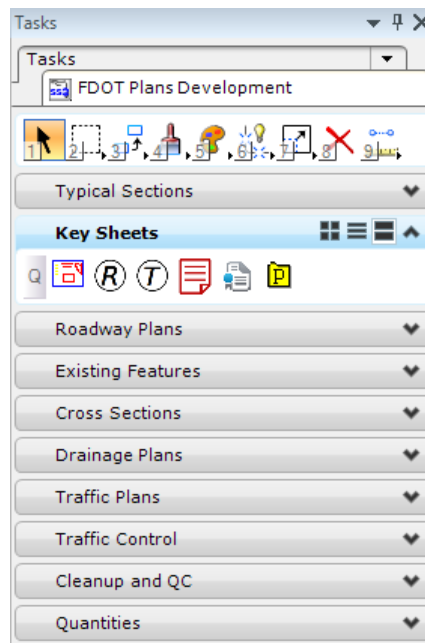 Tasks
Tasks
FDOT Plans Development
1 2 3 4 5 6 7 8 9
Typical Sections
Key Sheets
Q R T P
Roadway Plans
Existing Features
Cross Sections
Drainage Plans
Traffic Plans
Traffic Control
Cleanup and QC
Quantities